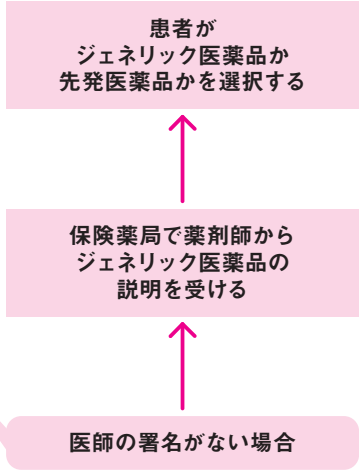 患者が
ジェネリック医薬品か
先発医薬品かを選択する
保険薬局で薬剤師から
ジェネリック医薬品の
説明を受ける
医師の署名がない場合